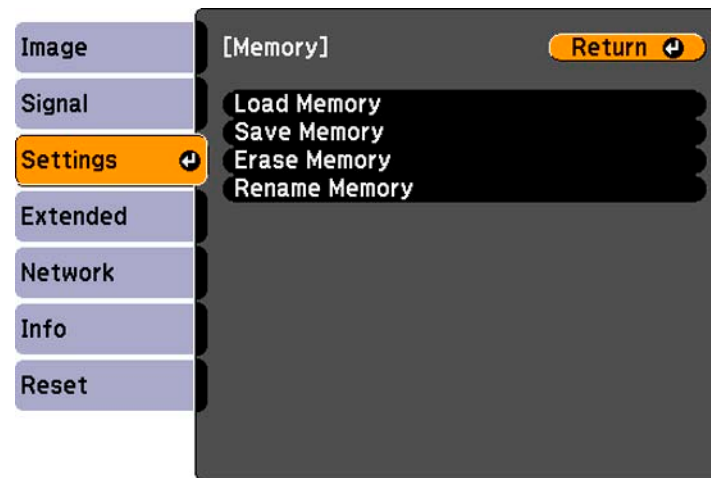 Image
Signal
Settings
Extended
Network
Info
Reset
[Memory]
Return
Load Memory
Save Memory
Erase Memory
Rename Memory